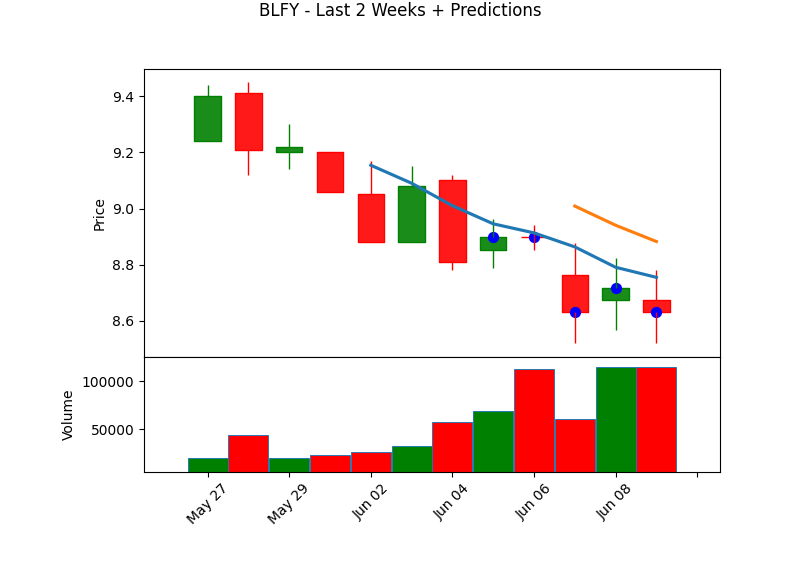 BLFY - Last 2 Weeks + Predictions
9.4
9.2
9.0
8.8
8.6
Price
100000
50000
Volume
May 27
May 29
Jun 02
Jun 04
Jun 06
Jun 08